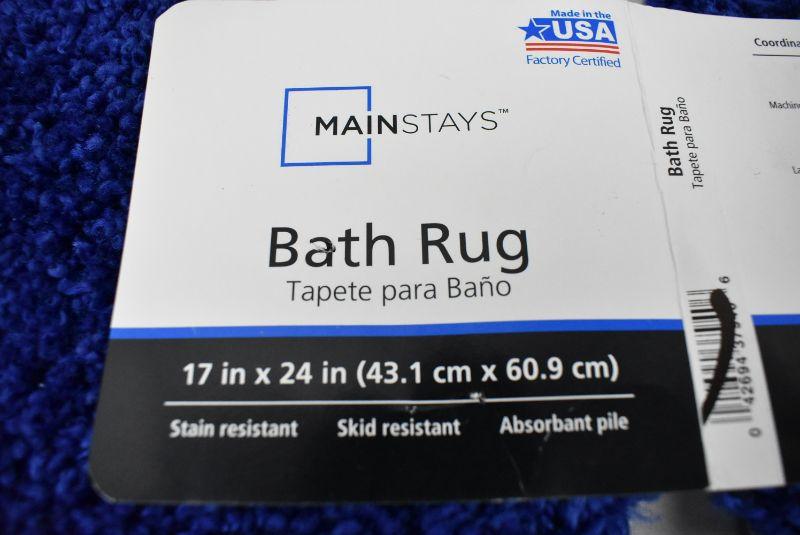 Made in the
USA
Factory Certified
MAINSTAYS™
Bath Rug
Tapete para Baño
17 in x 24 in (43.1 cm x 60.9 cm)
Stain resistant Skid resistant Absorbant pile
Bath Rug
Tapete para Baño